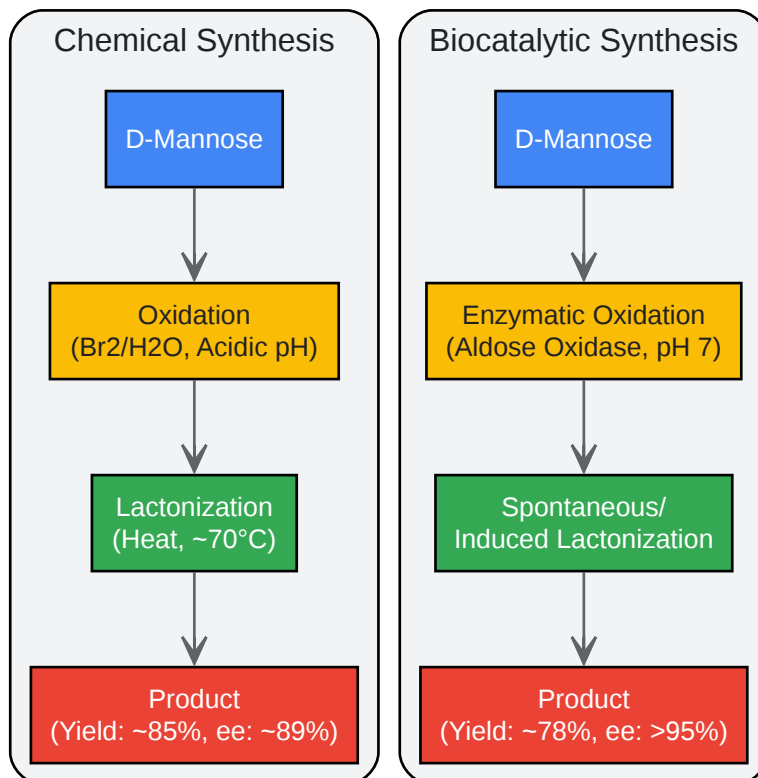 Chemical Synthesis
D-Mannose
Oxidation
(Br2/H2O, Acidic pH)
Lactonization
(Heat, ~70°C)
Product
(Yield: ~85%, ee: ~89%)
Biocatalytic Synthesis
D-Mannose
Enzymatic Oxidation
(Aldose Oxidase, pH 7)
Spontaneous/
Induced Lactonization
Product
(Yield: ~78%, ee: >95%)